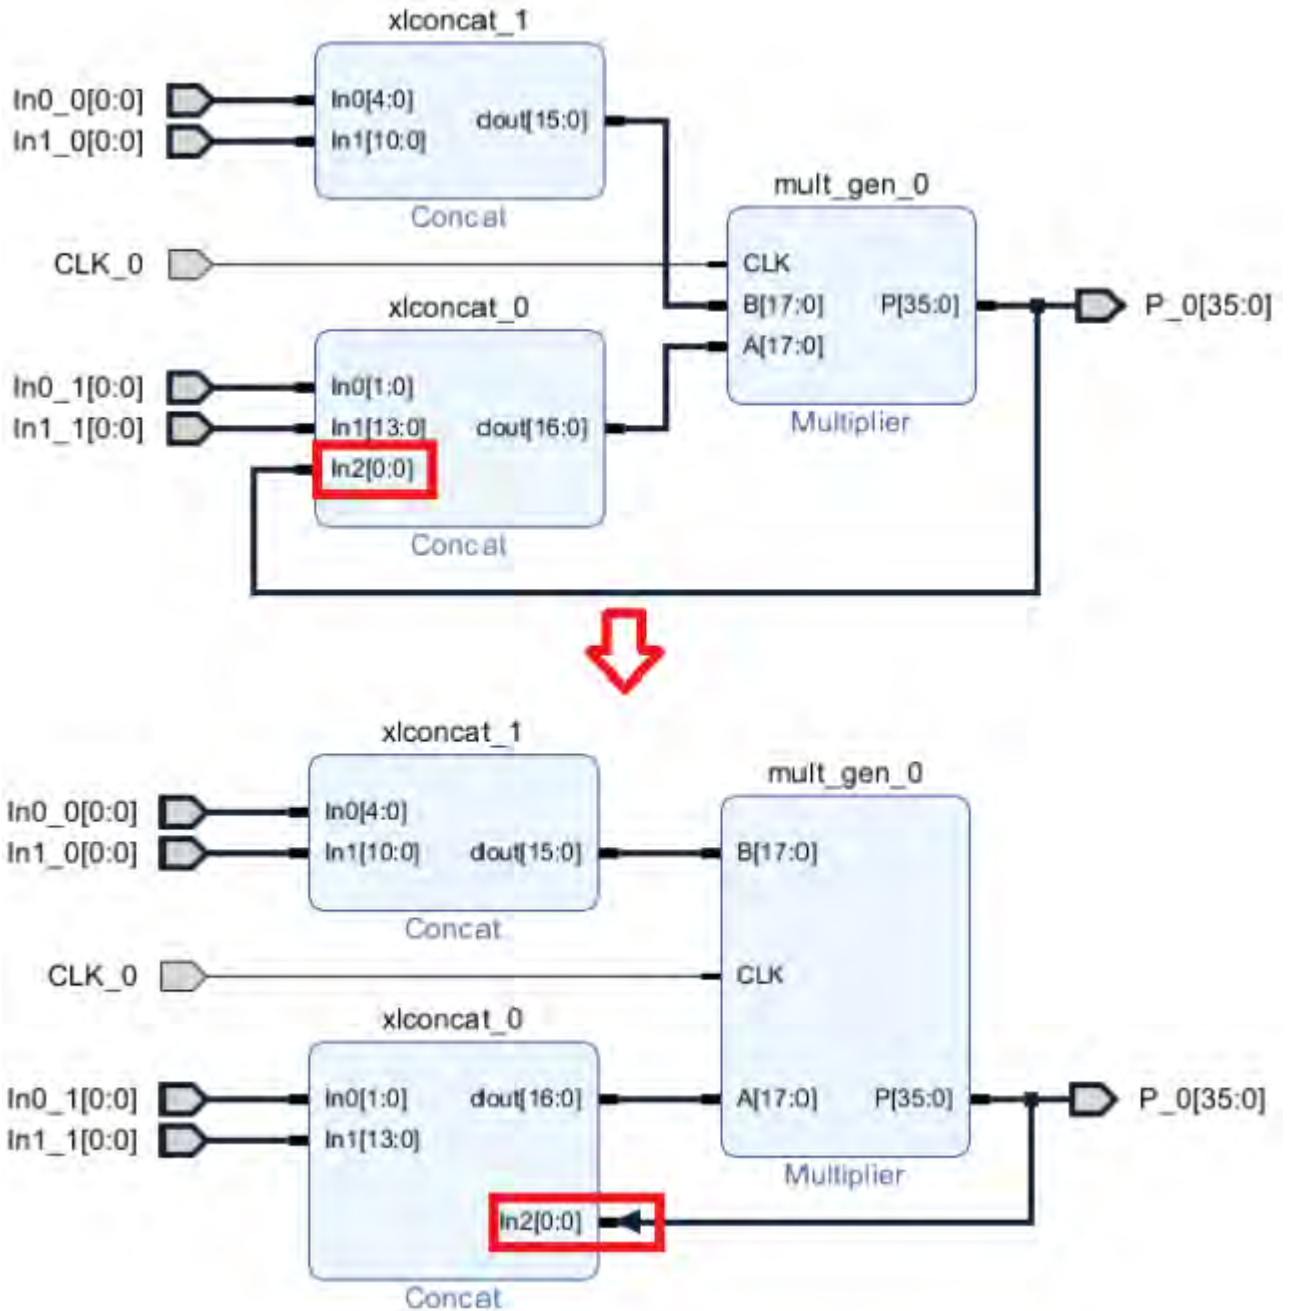 xlconcat_1
In0_0[0:0]
In0[4:0]
dout[15:0]
In1_0[0:0]
In1[10:0]
Concat
mult_gen_0
CLK_0
CLK
xlconcat_0
B[17:0]
P[35:0]
P_0[35:0]
A[17:0]
In0_1[0:0]
In0[1:0]
In1_1[0:0]
In1[13:0]
dout[16:0]
Multiplier
In2[0:0]
Concat
xlconcat_1
mult_gen_0
In0_0[0:0]
In0[4:0]
In1_0[0:0]
In1[10:0]
dout[15:0]
B[17:0]
Concat
CLK_0
CLK
xlconcat_0
In0_1[0:0]
In0[1:0]
dout[16:0]
A[17:0]
P[35:0]
P_0[35:0]
In1_1[0:0]
In1[13:0]
Multiplier
In2[0:0]
Concat